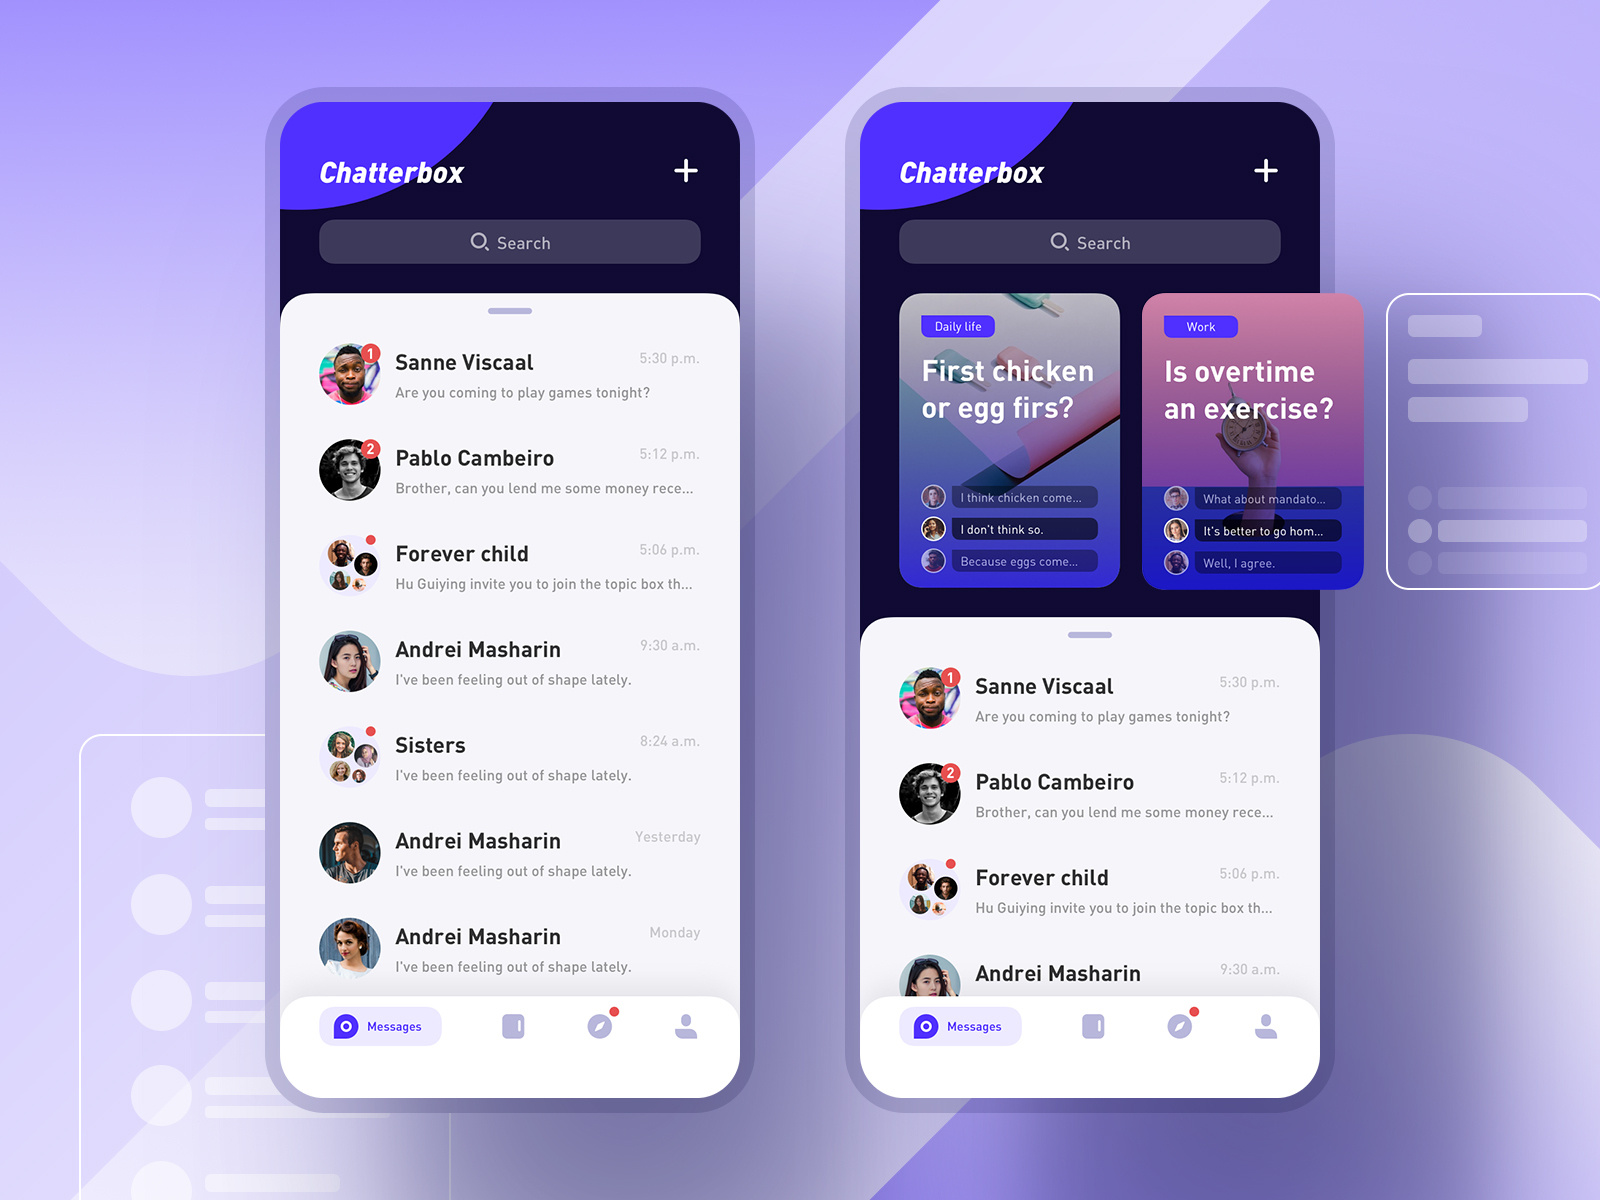 Chatterbox
Search
1
Sanne Viscaal
5:30 p.m.
Are you coming to play games tonight?
2
Pablo Cambeiro
5:12 p.m.
Brother, can you lend me some money rece...
Forever child
5:06 p.m.
Hu Guiying invite you to join the topic box th...
Andrei Masharin
9:30 a.m.
I've been feeling out of shape lately.
Sisters
8:24 a.m.
I've been feeling out of shape lately.
Andrei Masharin
Yesterday
I've been feeling out of shape lately.
Andrei Masharin
Monday
I've been feeling out of shape lately.
Messages
Chatterbox
Search
Daily life
First chicken
or egg firs?
I think chicken come...
I don't think so.
Because eggs come...
Work
Is overtime
an exercise?
What about mandato...
It's better to go hom...
Well, I agree.
1
Sanne Viscaal
5:30 p.m.
Are you coming to play games tonight?
2
Pablo Cambeiro
5:12 p.m.
Brother, can you lend me some money rece...
Forever child
5:06 p.m.
Hu Guiying invite you to join the topic box th...
Andrei Masharin
9:30 a.m.
Messages